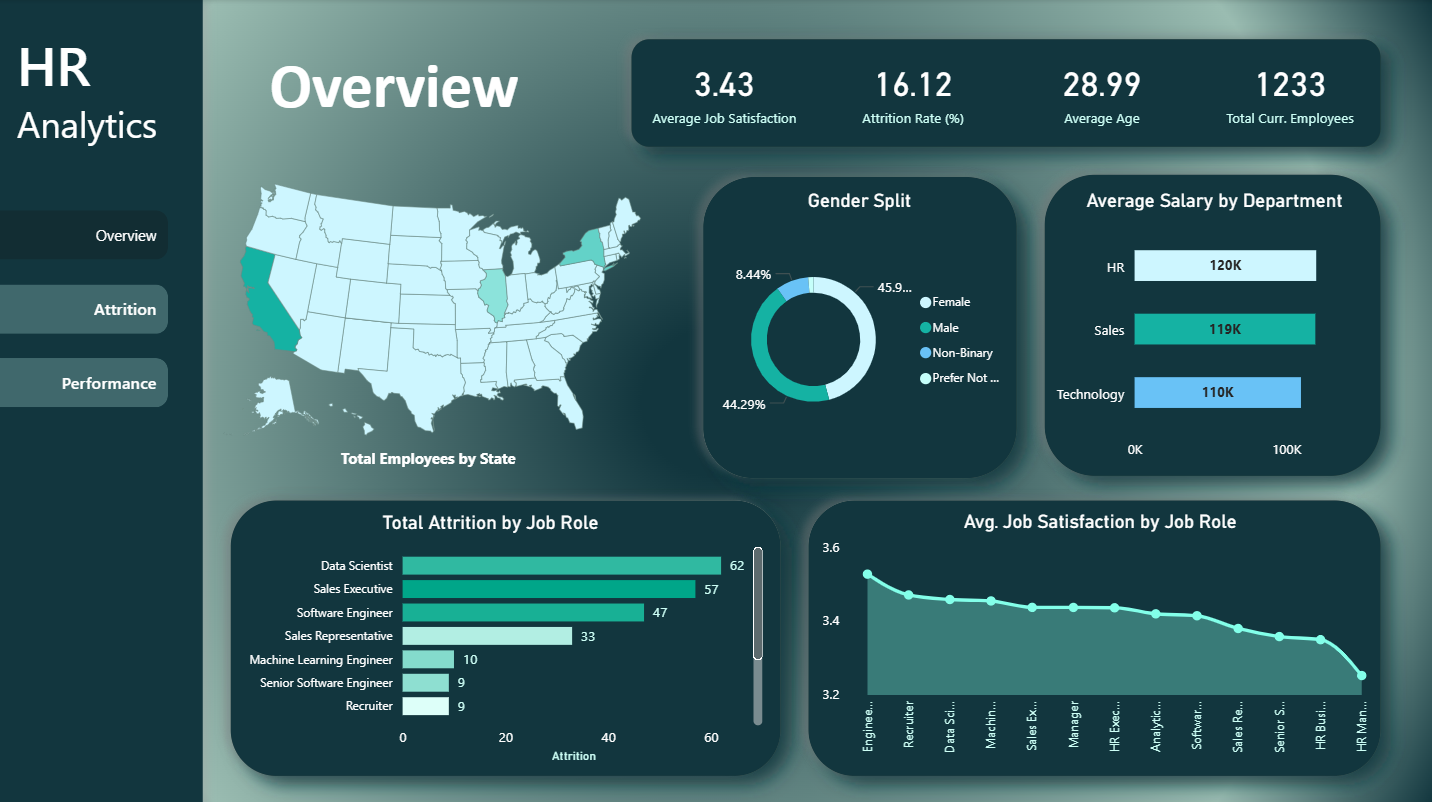 HR
Analytics
Overview
Attrition
Performance
Overview
3.43
Average Job Satisfaction
16.12
Attrition Rate (%)
28.99
Average Age
1233
Total Curr. Employees
Total Employees by State
Gender Split
8.44%
45.9...
44.29%
Female
Male
Non-Binary
Prefer Not ...
Average Salary by Department
HR
120K
Sales
119K
Technology
110K
0K
100K
Total Attrition by Job Role
Data Scientist
62
Sales Executive
57
Software Engineer
47
Sales Representative
33
Machine Learning Engineer
10
Senior Software Engineer
9
Recruiter
9
0
20
40
60
Attrition
Avg. Job Satisfaction by Job Role
3.6
3.4
3.2
Enginee...
Recruiter
Data Sci...
Machin...
Sales Ex...
Manager
HR Exec...
Analytic...
Softwar...
Sales Re...
Senior S...
HR Busi...
HR Man...